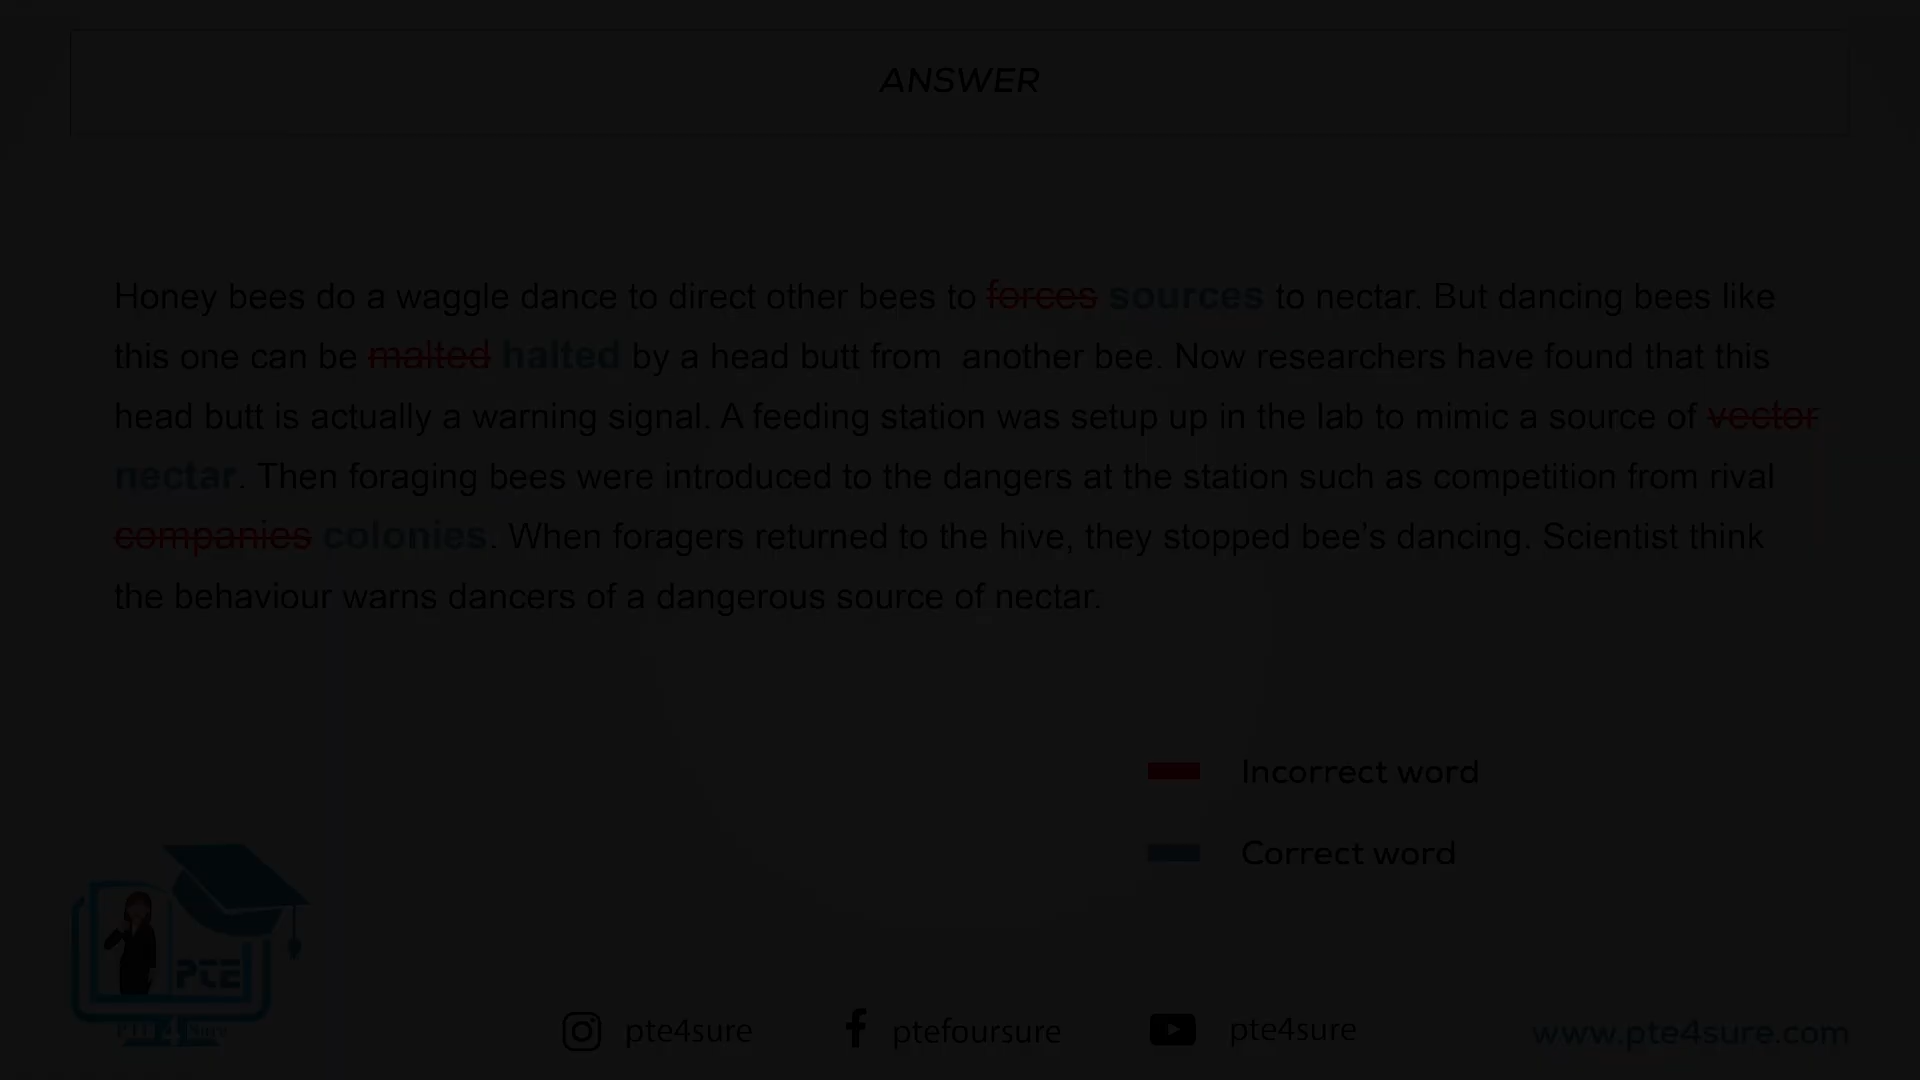 ANSWER
Honey bees do a waggle dance to direct other bees to forces sources to nectar. But dancing bees like
this one can be malted halted by a head butt from another bee. Now researchers have found that this
head butt is actually a warning signal. A feeding station was setup up in the lab to mimic a source of vector
nectar. Then foraging bees were introduced to the dangers at the station such as competition from rival
companies colonies. When foragers returned to the hive, they stopped bee’s dancing. Scientist think
the behaviour warns dancers of a dangerous source of nectar.
Incorrect word
Correct word
PTE
PTE 4 Sure
pte4sure
ptefoursure
pte4sure
www.pte4sure.com